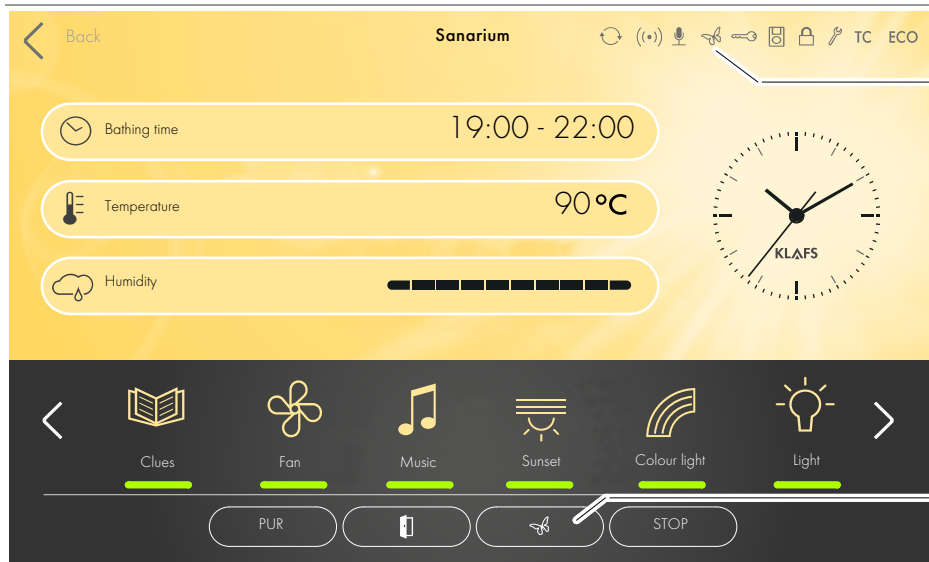 Back
Sanarium
TC ECO
Bathing time 19:00 - 22:00
Temperature 90 °C
Humidity
KLAFS
Clues Fan Music Sunset Colour light Light
PUR STOP